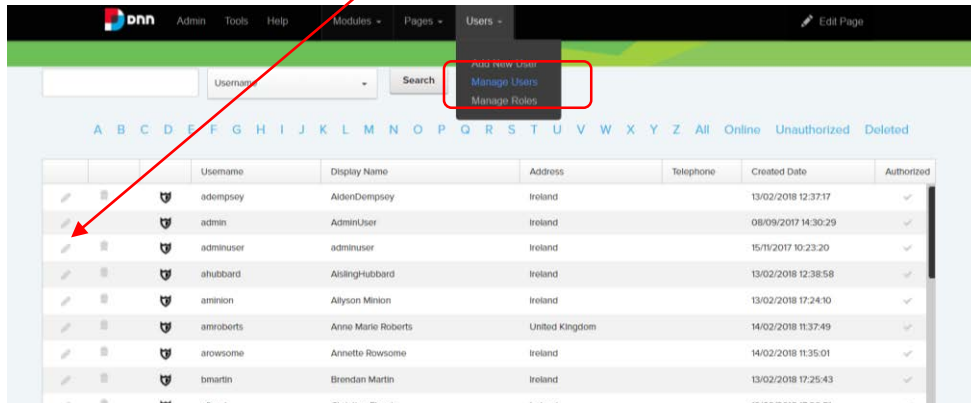 DNN Admin Tools Help Modules Pages Users Edit Page
Add New User
Username Search Manage Users
Manage Roles
A B C D E F G H I J K L M N O P Q R S T U V W X Y Z All Online Unauthorized Deleted
Username Display Name Address Telephone Created Date Authorized
adempsey AidenDempsey Ireland 13/02/2018 12:37:17
admin AdminUser Ireland 08/09/2017 14:30:29
adminuser adminuser Ireland 15/11/2017 10:23:20
ahubbard AislingHubbard Ireland 13/02/2018 12:38:58
aminion Allyson Minion Ireland 13/02/2018 17:24:10
amroberts Anne Marie Roberts United Kingdom 14/02/2018 11:37:49
arowsome Annette Rowsome Ireland 14/02/2018 11:35:01
bmartin Brendan Martin Ireland 13/02/2018 17:25:43